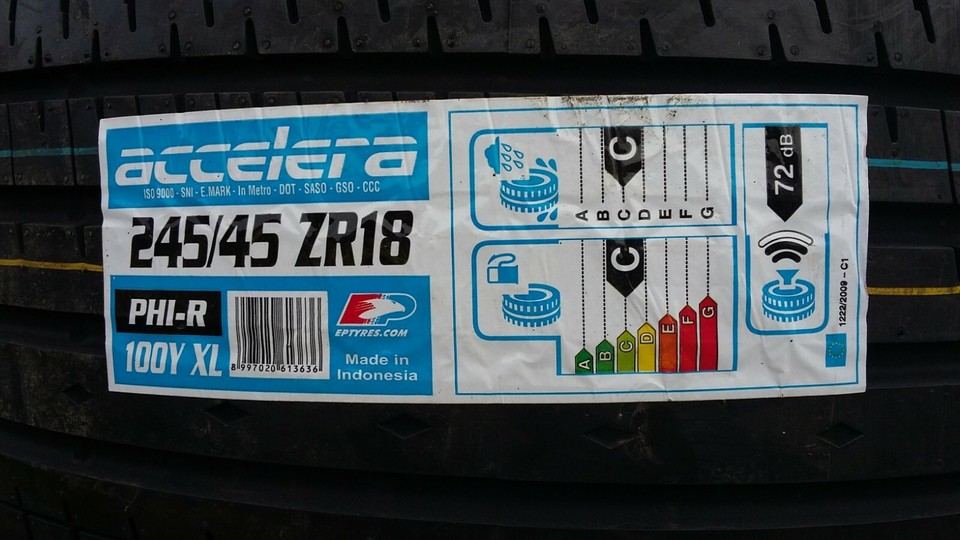 accelera
ISO 9000 - SNI - E.MARK - In Metro - DOT - SASO - GSO - CCC
245/45 ZR18
PHI-R
100Y XL
8 997020 613636
EP
EPTYRES.COM
Made in
Indonesia
C
A B C D E F G
C
A B C D E F G
72 dB
1222/2009 - C1